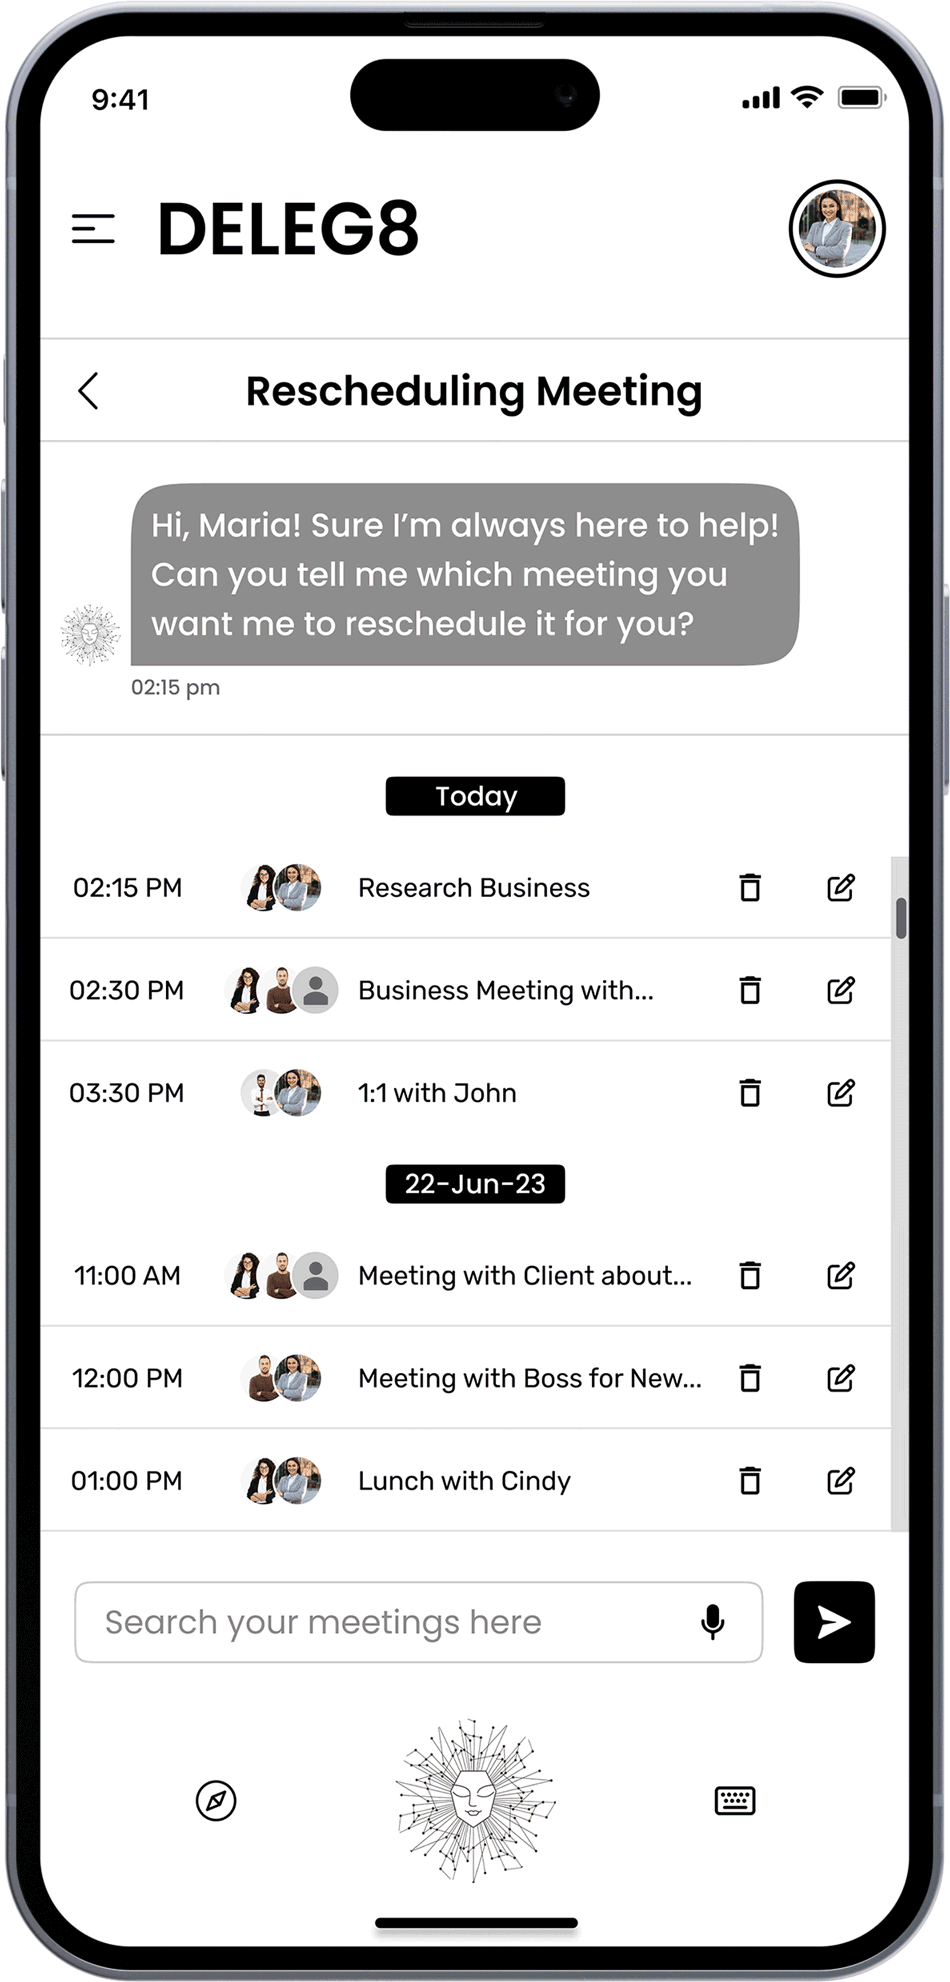 9:41
DELEG8
Rescheduling Meeting
Hi, Maria! Sure I’m always here to help!
Can you tell me which meeting you
want me to reschedule it for you?
02:15 pm
Today
02:15 PM Research Business
02:30 PM Business Meeting with...
03:30 PM 1:1 with John
22-Jun-23
11:00 AM Meeting with Client about...
12:00 PM Meeting with Boss for New...
01:00 PM Lunch with Cindy
Search your meetings here